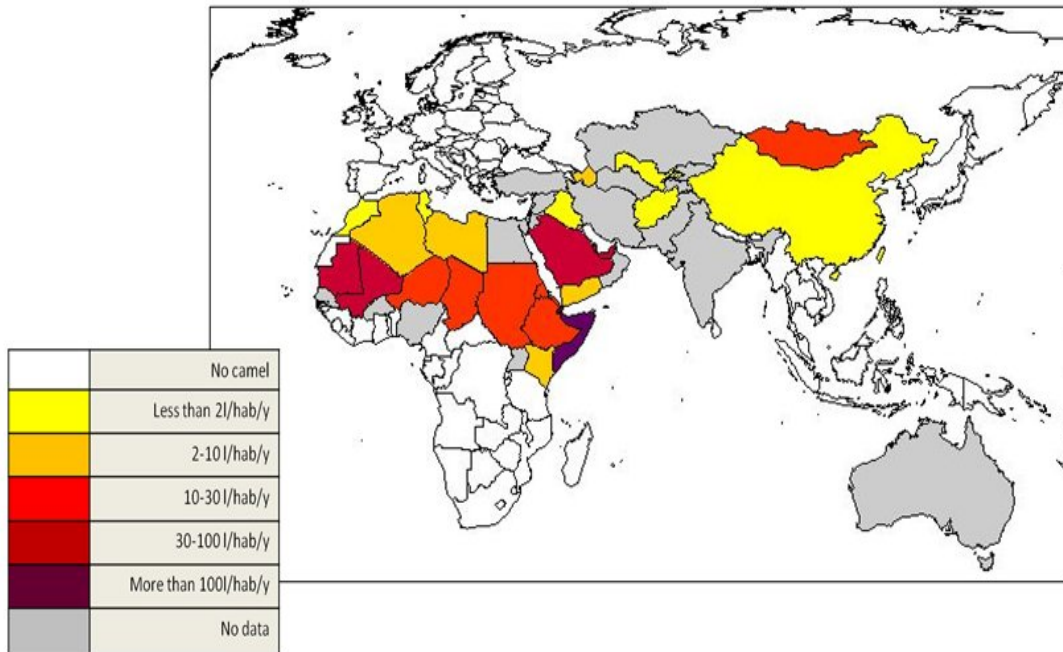 No camel
Less than 2l/hab/y
2-10 l/hab/y
10-30 l/hab/y
30-100 l/hab/y
More than 100l/hab/y
No data